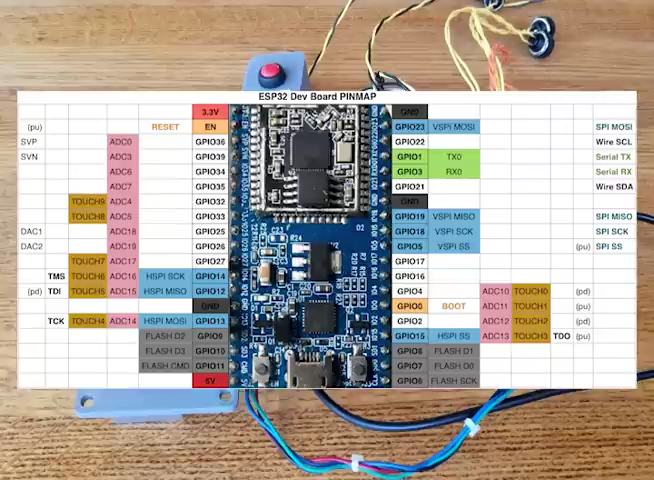 ESP32 Dev Board PINMAP
3.3V GND
(pu) RESET EN GPIO23 VSPI MOSI SPI MOSI
SVP ADC0 GPIO36 GPIO22 Wire SCL
SVN ADC3 GPIO39 GPIO1 TX0 Serial TX
ADC6 GPIO34 GPIO3 RX0 Serial RX
ADC7 GPIO35 GPIO21 Wire SDA
TOUCH9 ADC4 GPIO32 GND
TOUCH8 ADC5 GPIO33 GPIO19 VSPI MISO SPI MISO
DAC1 ADC18 GPIO25 GPIO18 VSPI SCK SPI SCK
DAC2 ADC19 GPIO26 GPIO5 VSPI SS (pu) SPI SS
TOUCH7 ADC17 GPIO27 GPIO17
TMS TOUCH6 ADC16 HSPI SCK GPIO14 GPIO16
(pd) TDI TOUCH5 ADC15 HSPI MISO GPIO12 GPIO4 ADC10 TOUCH0 (pd)
GND GPIO0 BOOT ADC11 TOUCH1 (pu)
TCK TOUCH4 ADC14 HSPI MOSI GPIO13 GPIO2 ADC12 TOUCH2 (pd)
FLASH D2 GPIO9 GPIO15 HSPI SS ADC13 TOUCH3 TDO (pu)
FLASH D3 GPIO10 GPIO8 FLASH D1
FLASH CMD GPIO11 GPIO7 FLASH D0
5V GPIO6 FLASH SCK